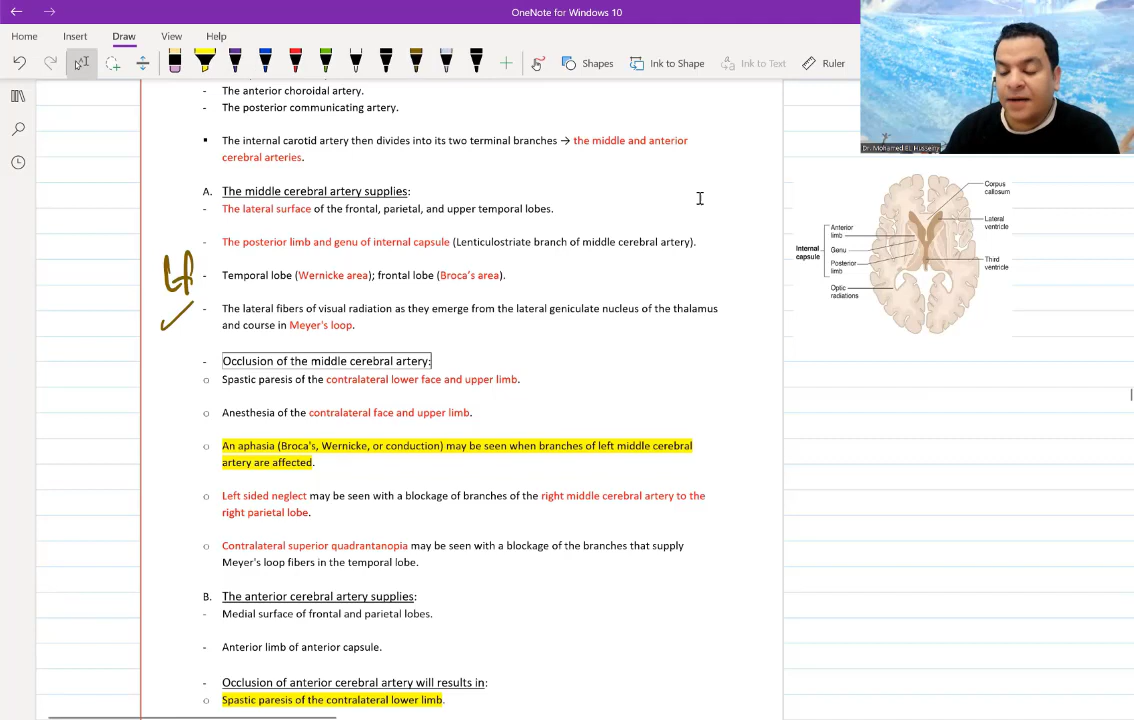 OneNote for Windows 10
Home
Insert
Draw
View
Help
Shapes
Ink to Shape
Ink to Text
Ruler
Dr. Mohamed EL Husseiny
- The anterior choroidal artery.
- The posterior communicating artery.
▪ The internal carotid artery then divides into its two terminal branches → the middle and anterior
cerebral arteries.
A. The middle cerebral artery supplies:
- The lateral surface of the frontal, parietal, and upper temporal lobes.
- The posterior limb and genu of internal capsule (Lenticulostriate branch of middle cerebral artery).
- Temporal lobe (Wernicke area); frontal lobe (Broca's area).
- The lateral fibers of visual radiation as they emerge from the lateral geniculate nucleus of the thalamus
and course in Meyer's loop.
- Occlusion of the middle cerebral artery:
o Spastic paresis of the contralateral lower face and upper limb.
o Anesthesia of the contralateral face and upper limb.
o An aphasia (Broca's, Wernicke, or conduction) may be seen when branches of left middle cerebral
artery are affected.
o Left sided neglect may be seen with a blockage of branches of the right middle cerebral artery to the
right parietal lobe.
o Contralateral superior quadrantanopia may be seen with a blockage of the branches that supply
Meyer's loop fibers in the temporal lobe.
B. The anterior cerebral artery supplies:
- Medial surface of frontal and parietal lobes.
- Anterior limb of anterior capsule.
- Occlusion of anterior cerebral artery will results in:
o Spastic paresis of the contralateral lower limb.
Corpus
callosum
Lateral
ventricle
Third
ventricle
Internal
capsule
Anterior
limb
Genu
Posterior
limb
Optic
radiations